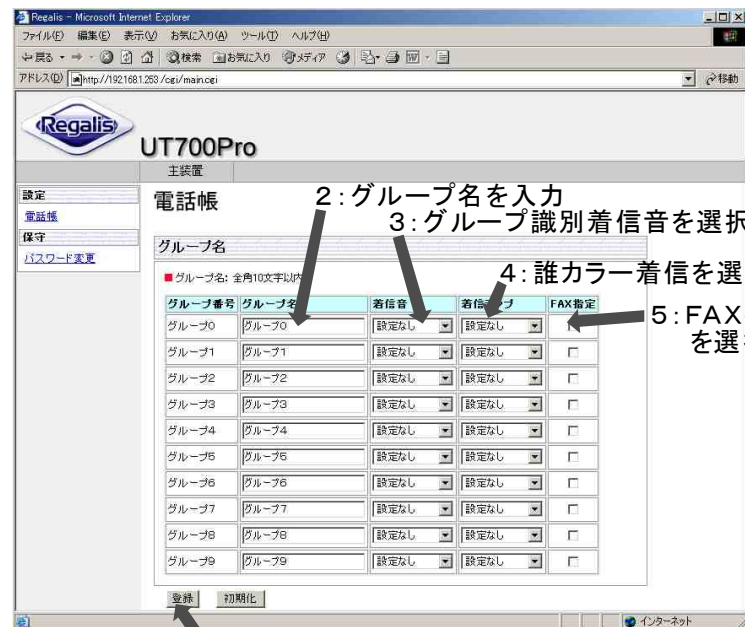 Regalis - Microsoft Internet Explorer
ファイル(F) 編集(E) 表示(V) お気に入り(A) ツール(T) ヘルプ(H)
戻る 検索 お気に入り メディア
アドレス(D) http://192.168.1.253/cgi/main.cgi 移動
Regalis
UT700Pro
主装置
設定
電話帳
保守
パスワード変更
電話帳
2:グループ名を入力
3:グループ識別着信音を選択
グループ名
4:誰カラー着信を選
■グループ名: 全角10文字以内
5:FAX
を選
グループ番号 グループ名 着信音 FAX指定
グループ0 グループ0 設定なし 設定なし
グループ1 グループ1 設定なし 設定なし
グループ2 グループ2 設定なし 設定なし
グループ3 グループ3 設定なし 設定なし
グループ4 グループ4 設定なし 設定なし
グループ5 グループ5 設定なし 設定なし
グループ6 グループ6 設定なし 設定なし
グループ7 グループ7 設定なし 設定なし
グループ8 グループ8 設定なし 設定なし
グループ9 グループ9 設定なし 設定なし
登録 初期化
インターネット